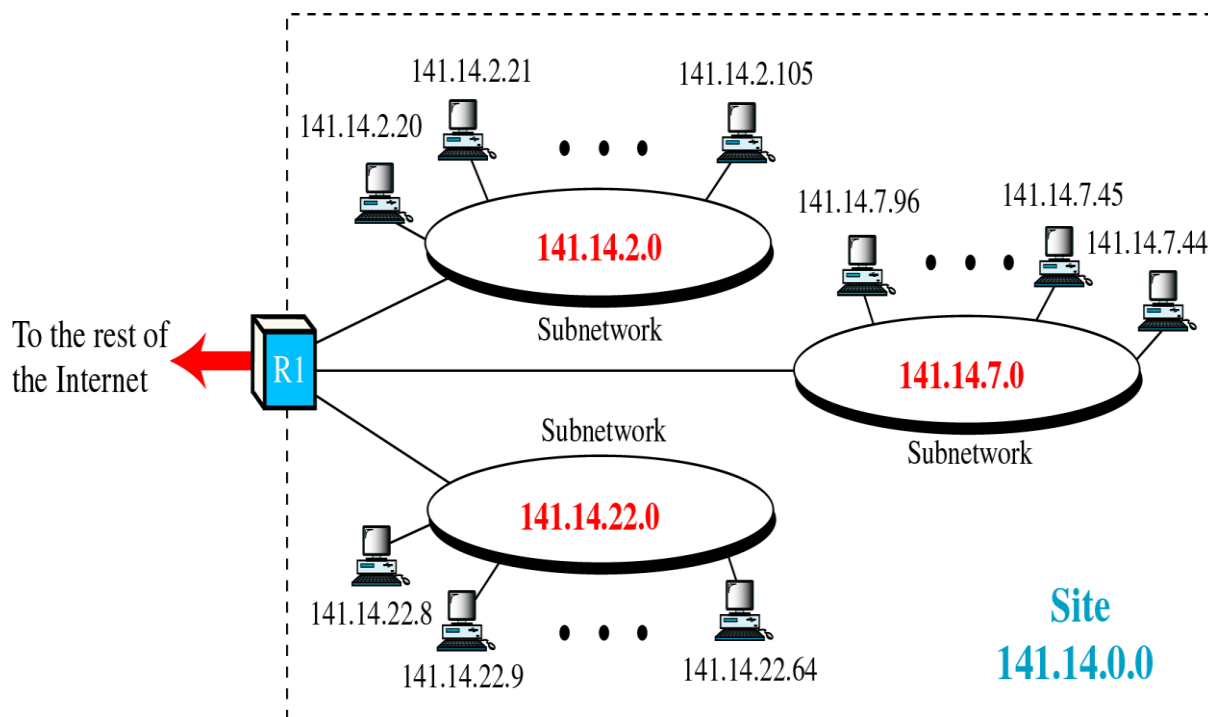 141.14.2.21
141.14.2.105
141.14.2.20
141.14.7.96
141.14.7.45
141.14.7.44
141.14.2.0
Subnetwork
To the rest of
the Internet
R1
141.14.7.0
Subnetwork
Subnetwork
141.14.22.0
141.14.22.8
141.14.22.9
141.14.22.64
Site
141.14.0.0